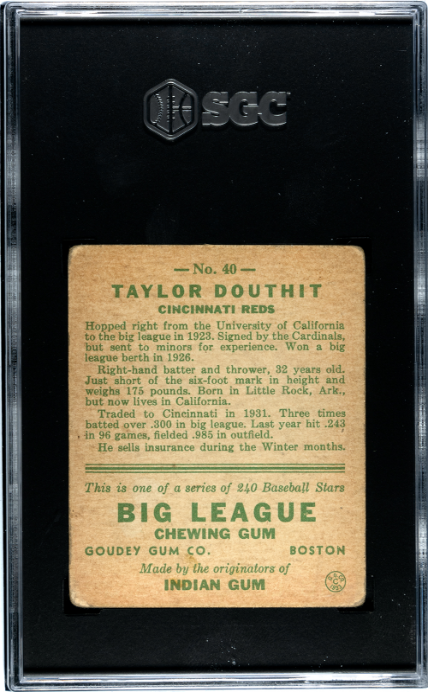 SGC
— No. 40 —
TAYLOR DOUTHIT
CINCINNATI REDS
Hopped right from the University of California
to the big league in 1923. Signed by the Cardinals,
but sent to minors for experience. Won a big
league berth in 1926.
Right-hand batter and thrower, 32 years old.
Just short of the six-foot mark in height and
weighs 175 pounds. Born in Little Rock, Ark.,
but now lives in California.
Traded to Cincinnati in 1931. Three times
batted over .300 in big league. Last year hit .243
in 96 games, fielded .985 in outfield.
He sells insurance during the Winter months.
This is one of a series of 240 Baseball Stars
BIG LEAGUE
CHEWING GUM
GOUDEY GUM CO. BOSTON
Made by the originators of
INDIAN GUM